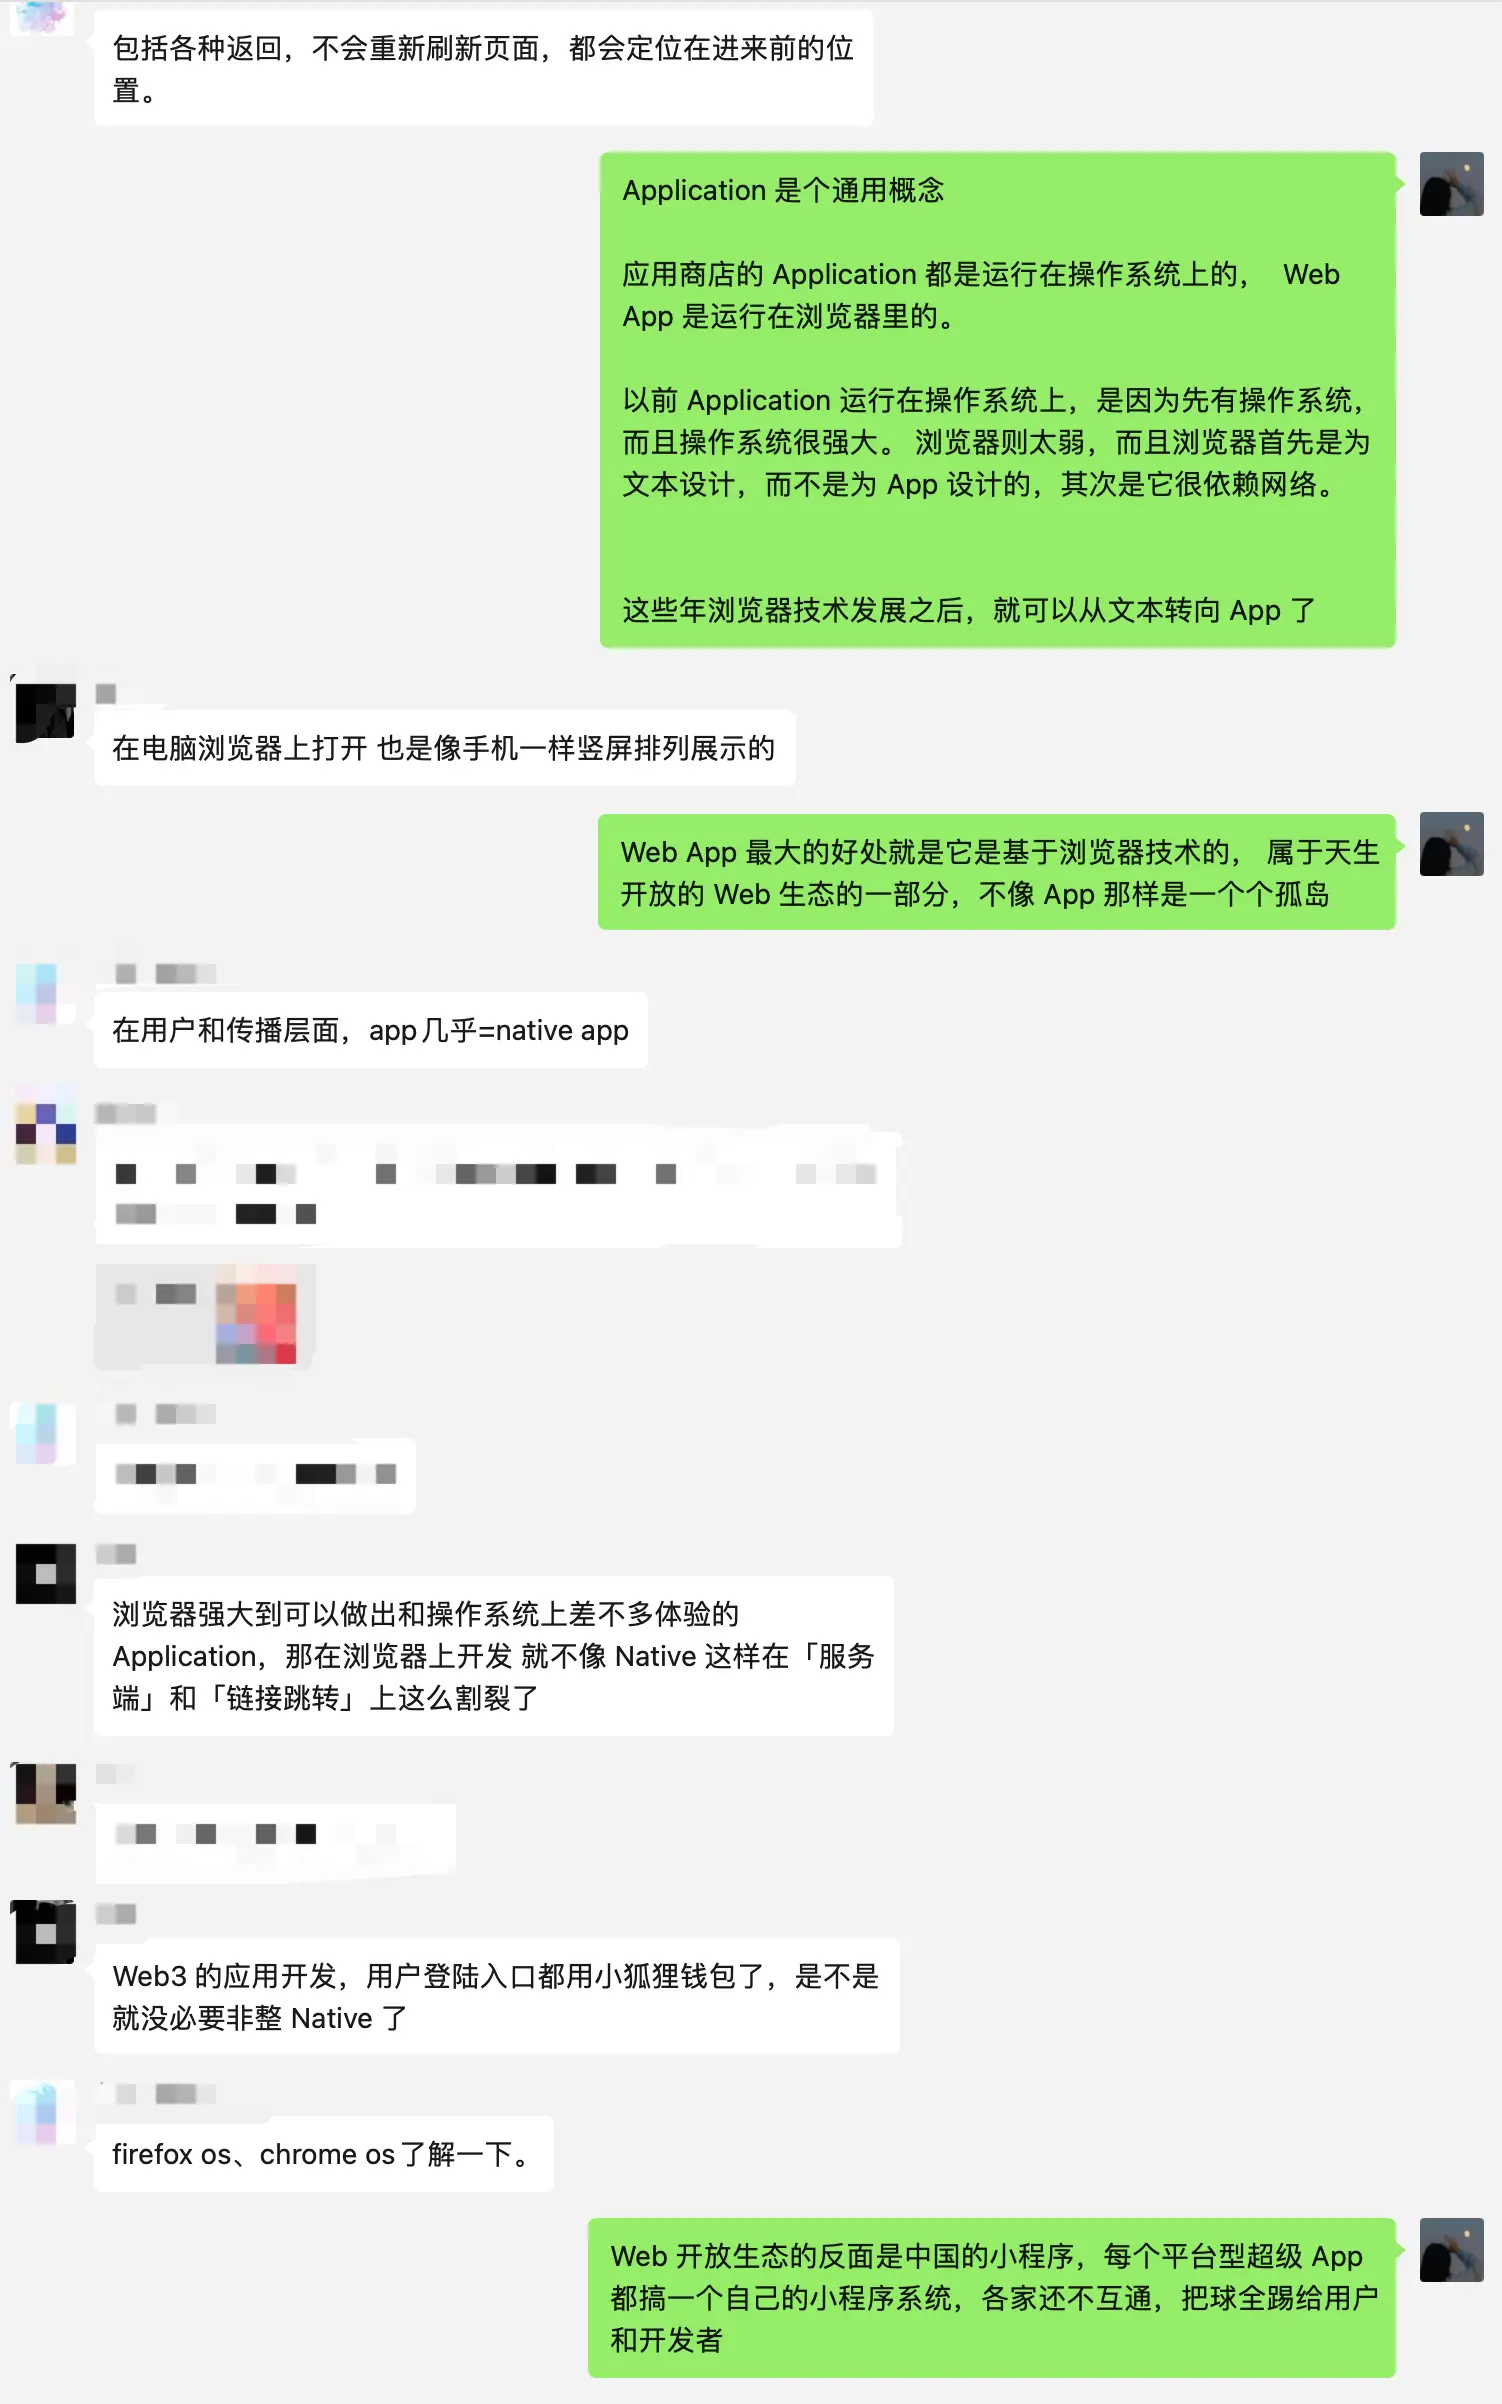 包括各种返回，不会重新刷新页面，都会定位在进来前的位
置。
Application 是个通用概念
应用商店的 Application 都是运行在操作系统上的， Web
App 是运行在浏览器里的。
以前 Application 运行在操作系统上，是因为先有操作系统，
而且操作系统很强大。 浏览器则太弱，而且浏览器首先是为
文本设计，而不是为 App 设计的，其次是它很依赖网络。
这些年浏览器技术发展之后，就可以从文本转向 App 了
在电脑浏览器上打开 也是像手机一样竖屏排列展示的
Web App 最大的好处就是它是基于浏览器技术的， 属于天生
开放的 Web 生态的一部分，不像 App 那样是一个个孤岛
在用户和传播层面，app几乎=native app
浏览器强大到可以做出和操作系统上差不多体验的
Application，那在浏览器上开发 就不像 Native 这样在「服务
端」和「链接跳转」上这么割裂了
Web3 的应用开发，用户登陆入口都用小狐狸钱包了，是不是
就没必要非整 Native 了
firefox os、chrome os了解一下。
Web 开放生态的反面是中国的小程序，每个平台型超级 App
都搞一个自己的小程序系统，各家还不互通，把球全踢给用户
和开发者